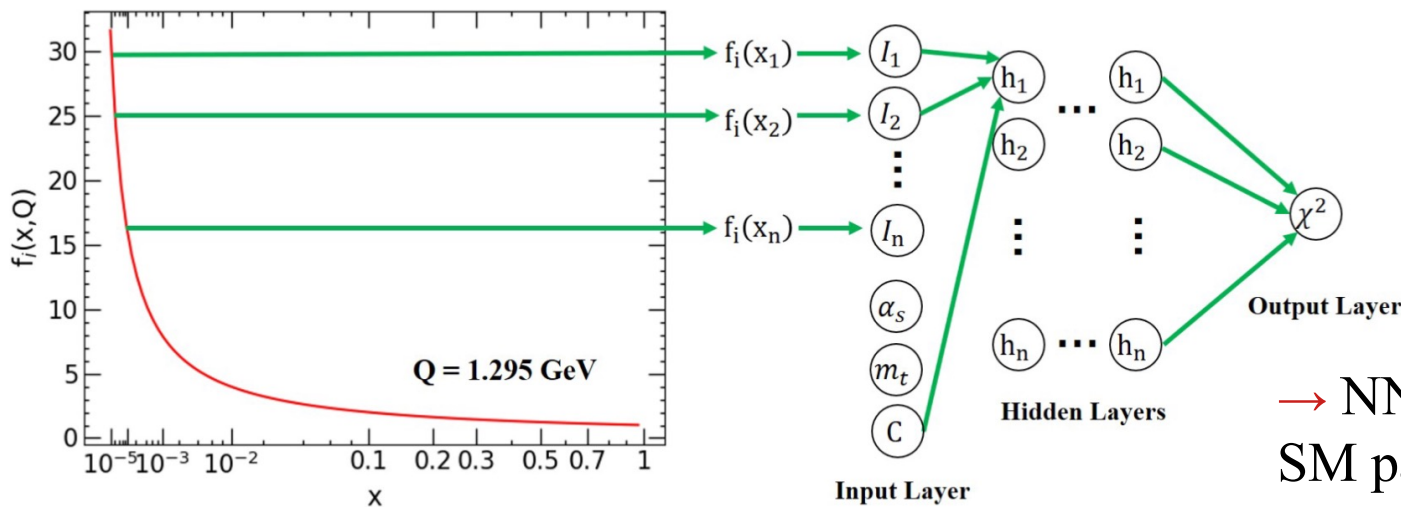 30
25
20
15
10
5
0
f_i(x,Q)
10^-5 10^-3 10^-2 0.1 0.2 0.3 0.5 0.7 1
x
Q = 1.295 GeV
f_i(x_1)
f_i(x_2)
f_i(x_n)
I_1
I_2
⋮
I_n
α_s
m_t
C
Input Layer
h_1 ... h_1
h_2 h_2
⋮ ⋮
h_n ... h_n
Hidden Layers
χ^2
Output Layer
→ NN
SM p